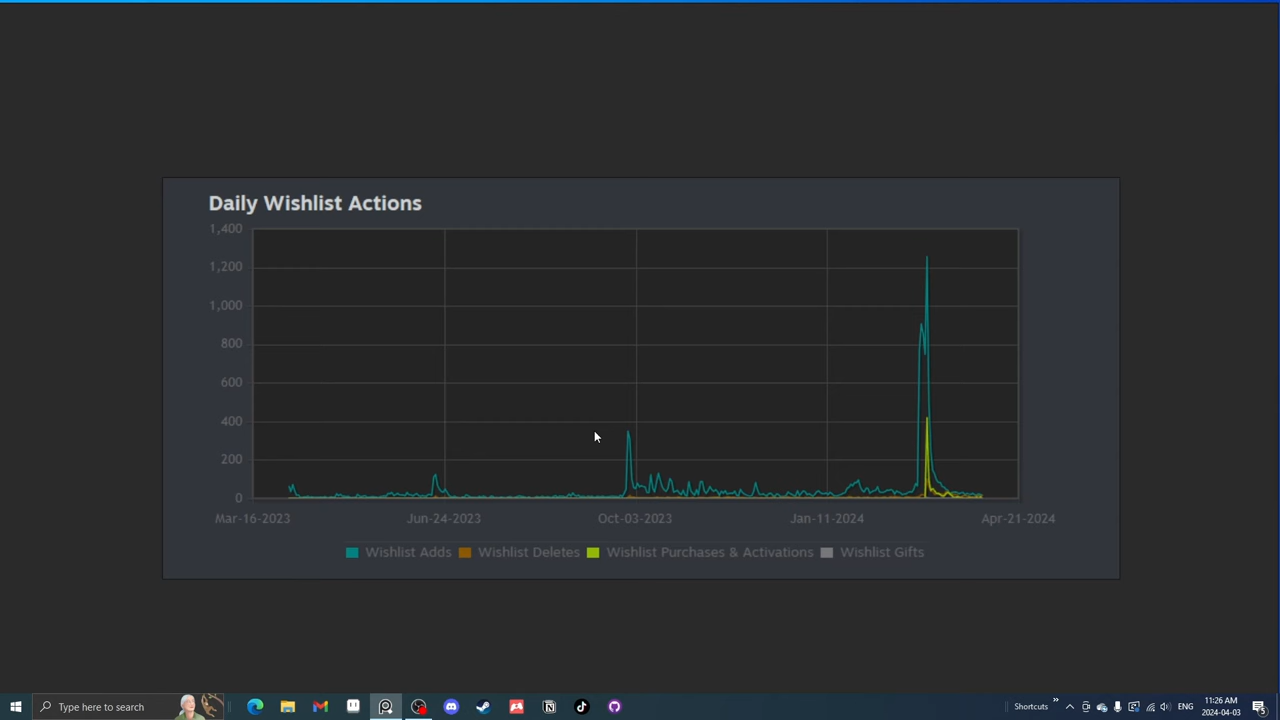 Daily Wishlist Actions
1,400
1,200
1,000
800
600
400
200
0
Mar-16-2023 Jun-24-2023 Oct-03-2023 Jan-11-2024 Apr-21-2024
Wishlist Adds Wishlist Deletes Wishlist Purchases & Activations Wishlist Gifts
Type here to search
Shortcuts
ENG
11:26 AM
2024-04-03
5